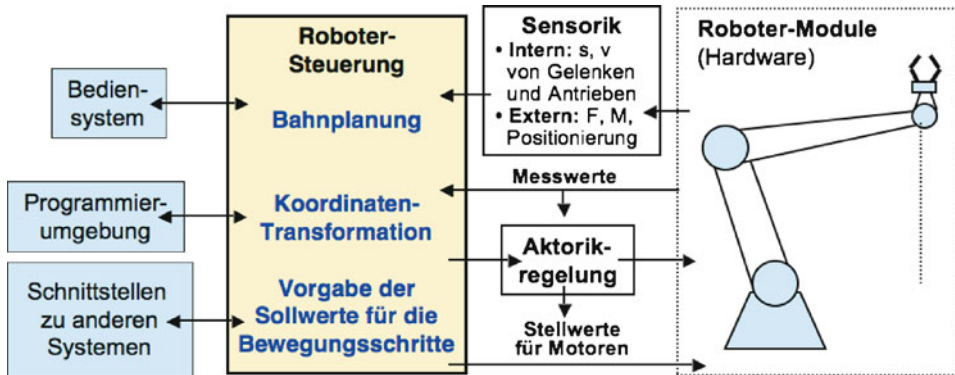 Bedien-
system
Programmier-
umgebung
Schnittstellen
zu anderen
Systemen
Roboter-
Steuerung
Bahnplanung
Koordinaten-
Transformation
Vorgabe der
Sollwerte für die
Bewegungsschritte
Sensorik
• Intern: s, v
von Gelenken
und Antrieben
• Extern: F, M,
Positionierung
Messwerte
Aktorik-
regelung
Stellwerte
für Motoren
Roboter-Module
(Hardware)